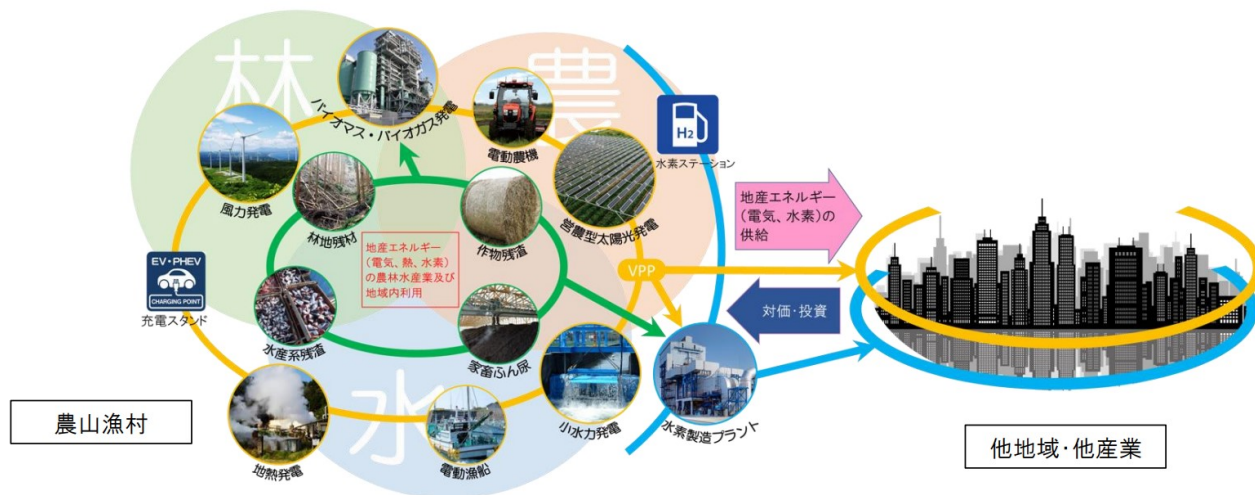 林
農
水
バイオマス・バイオガス発電
電動農機
風力発電
林地残材
作物残渣
営農型太陽光発電
H2
水素ステーション
地産エネルギー
(電気、水素)の
供給
地産エネルギー
(電気、熱、水素)
の農林水産業及び
地域内利用
VPP
EV・PHEV
CHARGING POINT
充電スタンド
対価・投資
水産系残渣
家畜ふん尿
小水力発電
水素製造プラント
地熱発電
電動漁船
農山漁村
他地域・他産業